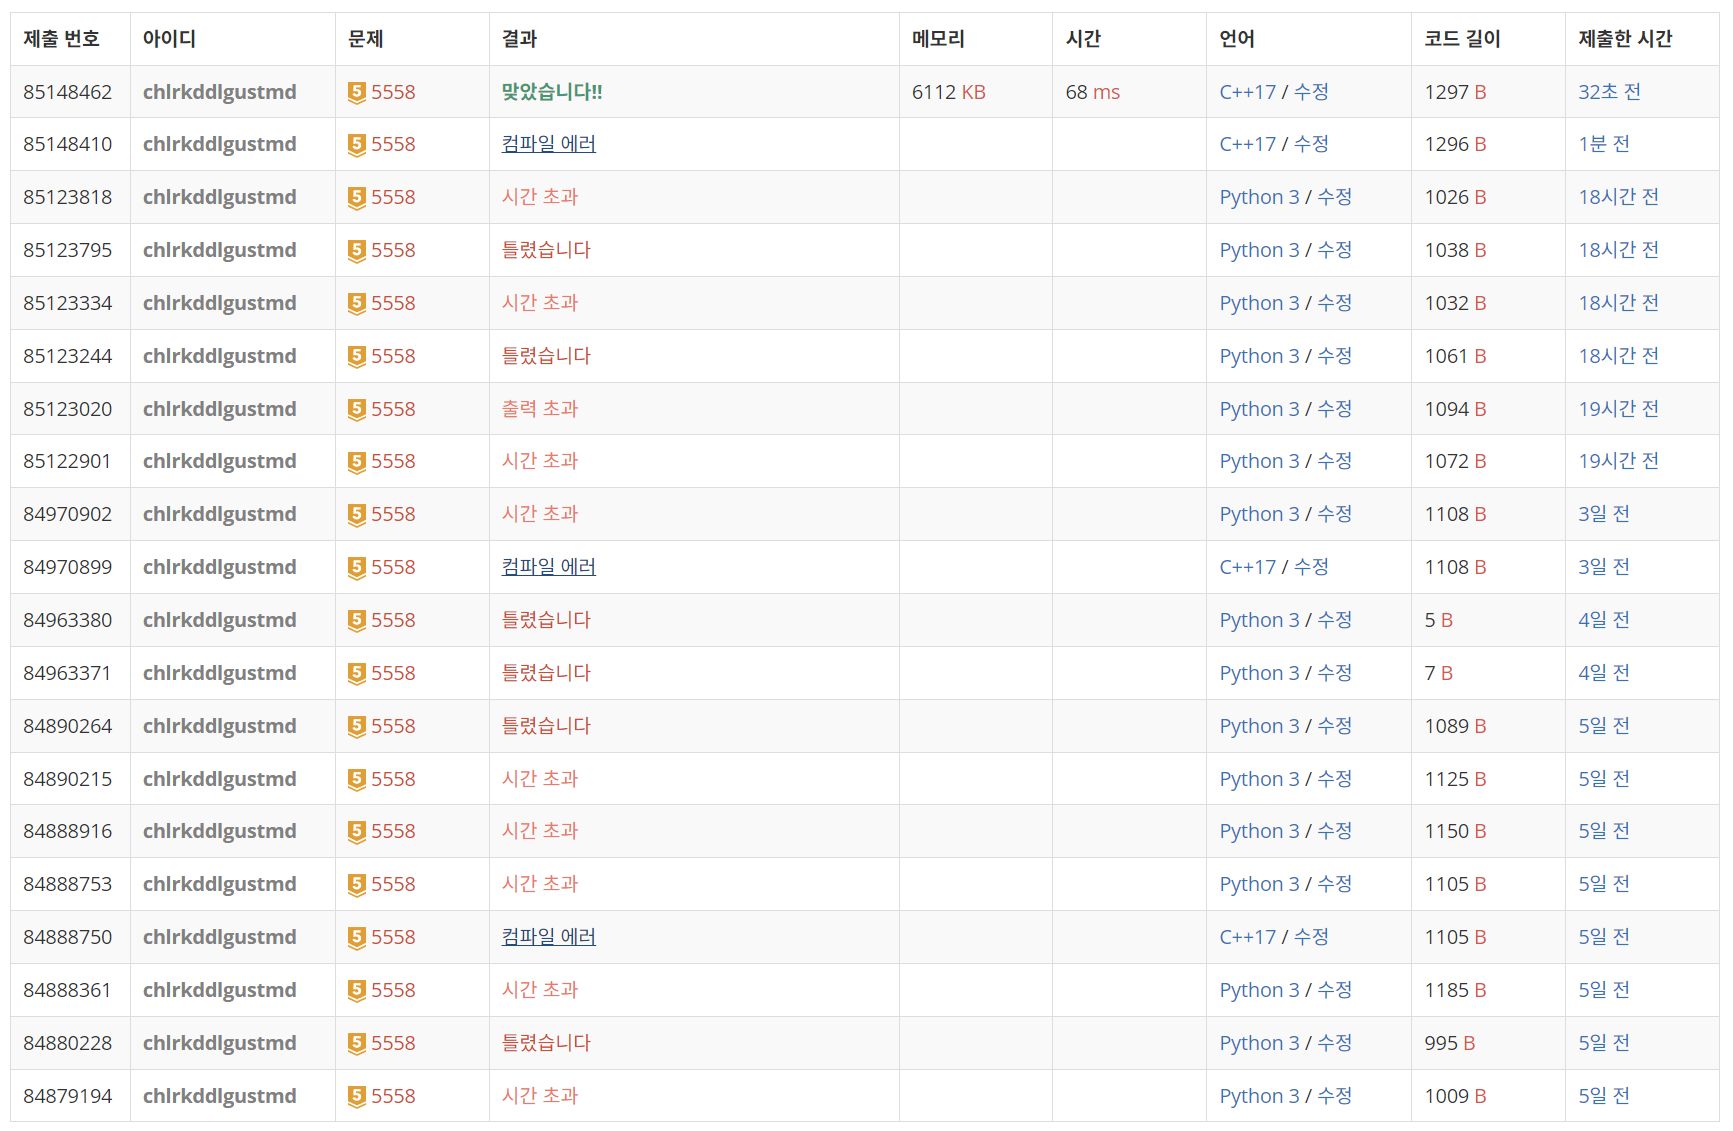 제출 번호 아이디 문제 결과 메모리 시간 언어 코드 길이 제출한 시간
85148462 chlrkddlgustmd 5 5558 맞았습니다!! 6112 KB 68 ms C++17 / 수정 1297 B 32초 전
85148410 chlrkddlgustmd 5 5558 컴파일 에러 C++17 / 수정 1296 B 1분 전
85123818 chlrkddlgustmd 5 5558 시간 초과 Python 3 / 수정 1026 B 18시간 전
85123795 chlrkddlgustmd 5 5558 틀렸습니다 Python 3 / 수정 1038 B 18시간 전
85123334 chlrkddlgustmd 5 5558 시간 초과 Python 3 / 수정 1032 B 18시간 전
85123244 chlrkddlgustmd 5 5558 틀렸습니다 Python 3 / 수정 1061 B 18시간 전
85123020 chlrkddlgustmd 5 5558 출력 초과 Python 3 / 수정 1094 B 19시간 전
85122901 chlrkddlgustmd 5 5558 시간 초과 Python 3 / 수정 1072 B 19시간 전
84970902 chlrkddlgustmd 5 5558 시간 초과 Python 3 / 수정 1108 B 3일 전
84970899 chlrkddlgustmd 5 5558 컴파일 에러 C++17 / 수정 1108 B 3일 전
84963380 chlrkddlgustmd 5 5558 틀렸습니다 Python 3 / 수정 5 B 4일 전
84963371 chlrkddlgustmd 5 5558 틀렸습니다 Python 3 / 수정 7 B 4일 전
84890264 chlrkddlgustmd 5 5558 틀렸습니다 Python 3 / 수정 1089 B 5일 전
84890215 chlrkddlgustmd 5 5558 시간 초과 Python 3 / 수정 1125 B 5일 전
84888916 chlrkddlgustmd 5 5558 시간 초과 Python 3 / 수정 1150 B 5일 전
84888753 chlrkddlgustmd 5 5558 시간 초과 Python 3 / 수정 1105 B 5일 전
84888750 chlrkddlgustmd 5 5558 컴파일 에러 C++17 / 수정 1105 B 5일 전
84888361 chlrkddlgustmd 5 5558 시간 초과 Python 3 / 수정 1185 B 5일 전
84880228 chlrkddlgustmd 5 5558 틀렸습니다 Python 3 / 수정 995 B 5일 전
84879194 chlrkddlgustmd 5 5558 시간 초과 Python 3 / 수정 1009 B 5일 전